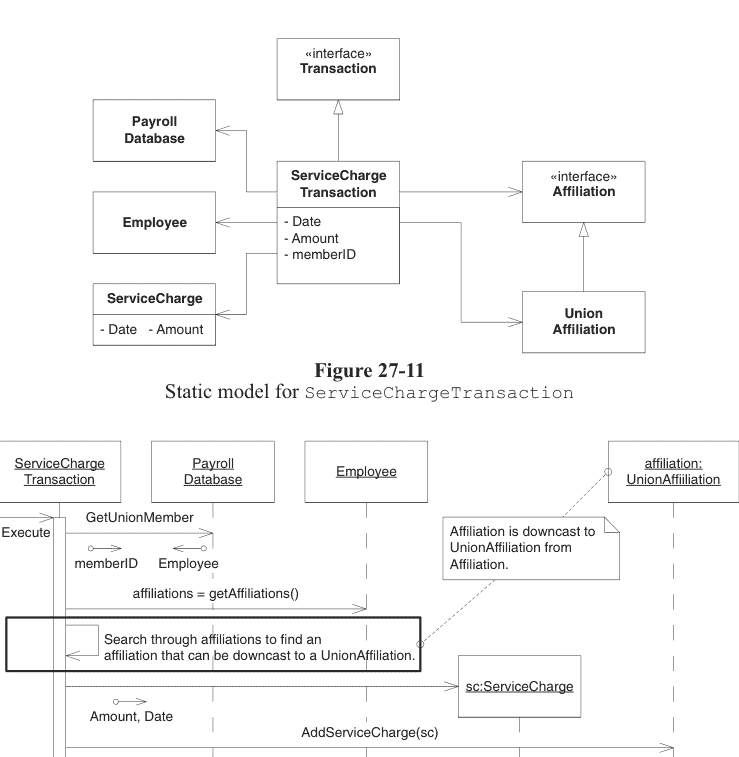 «interface»
Transaction
Payroll
Database
ServiceCharge
Transaction
- Date
- Amount
- memberID
«interface»
Affiliation
Employee
ServiceCharge
- Date - Amount
Union
Affiliation
Figure 27-11
Static model for ServiceChargeTransaction
ServiceCharge
Transaction
Payroll
Database
Employee
affiliation:
UnionAffiiliation
Execute
GetUnionMember
memberID
Employee
Affiliation is downcast to
UnionAffiliation from
Affiliation.
affiliations = getAffiliations()
Search through affiliations to find an
affiliation that can be downcast to a UnionAffiliation.
sc:ServiceCharge
Amount, Date
AddServiceCharge(sc)